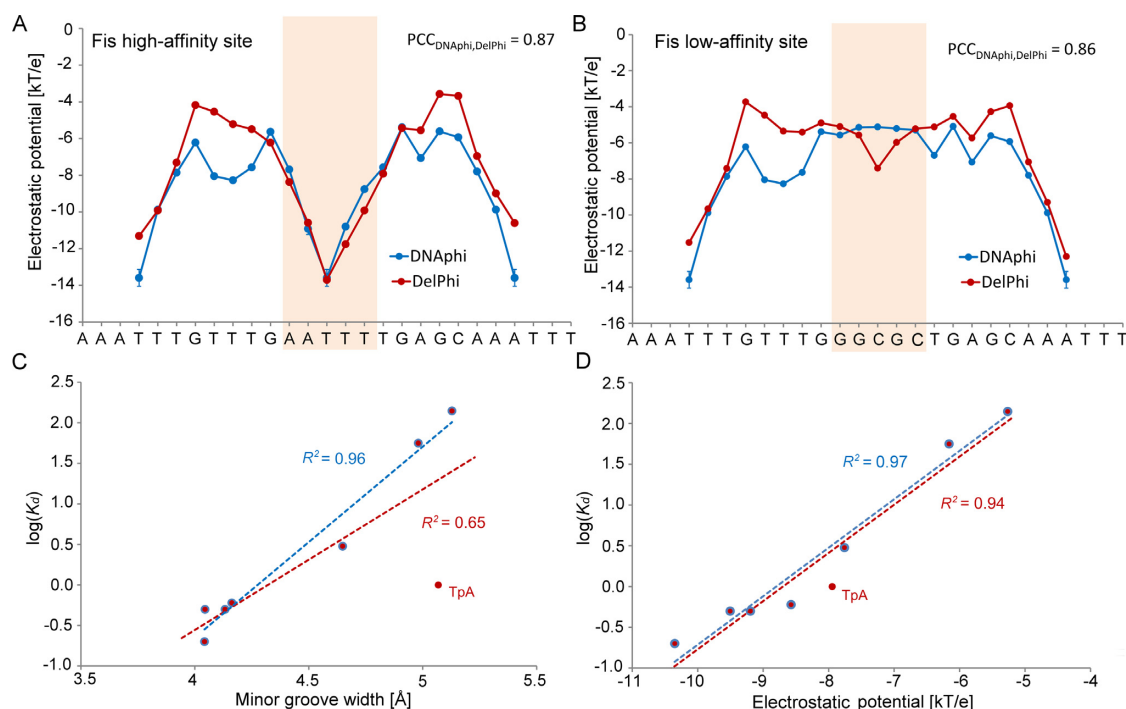 A
B
Fis high-affinity site
PCC_DNAphi,DelPhi = 0.87
Electrostatic potential [kT/e]
0
-2
-4
-6
-8
-10
-12
-14
-16
DNAphi
DelPhi
A A A T T T G T T T G A A T T T T G A G C A A A T T T
Fis low-affinity site
PCC_DNAphi,DelPhi = 0.86
Electrostatic potential [kT/e]
0
-2
-4
-6
-8
-10
-12
-14
-16
DNAphi
DelPhi
A A A T T T G T T T G G G C G C T G A G C A A A T T T
C
D
log(Kd)
2.5
2.0
1.5
1.0
0.5
0.0
-0.5
-1.0
R² = 0.96
R² = 0.65
TpA
3.5 4 4.5 5 5.5
Minor groove width [Å]
log(Kd)
2.5
2.0
1.5
1.0
0.5
0.0
-0.5
-1.0
R² = 0.97
R² = 0.94
TpA
-11 -10 -9 -8 -7 -6 -5 -4
Electrostatic potential [kT/e]